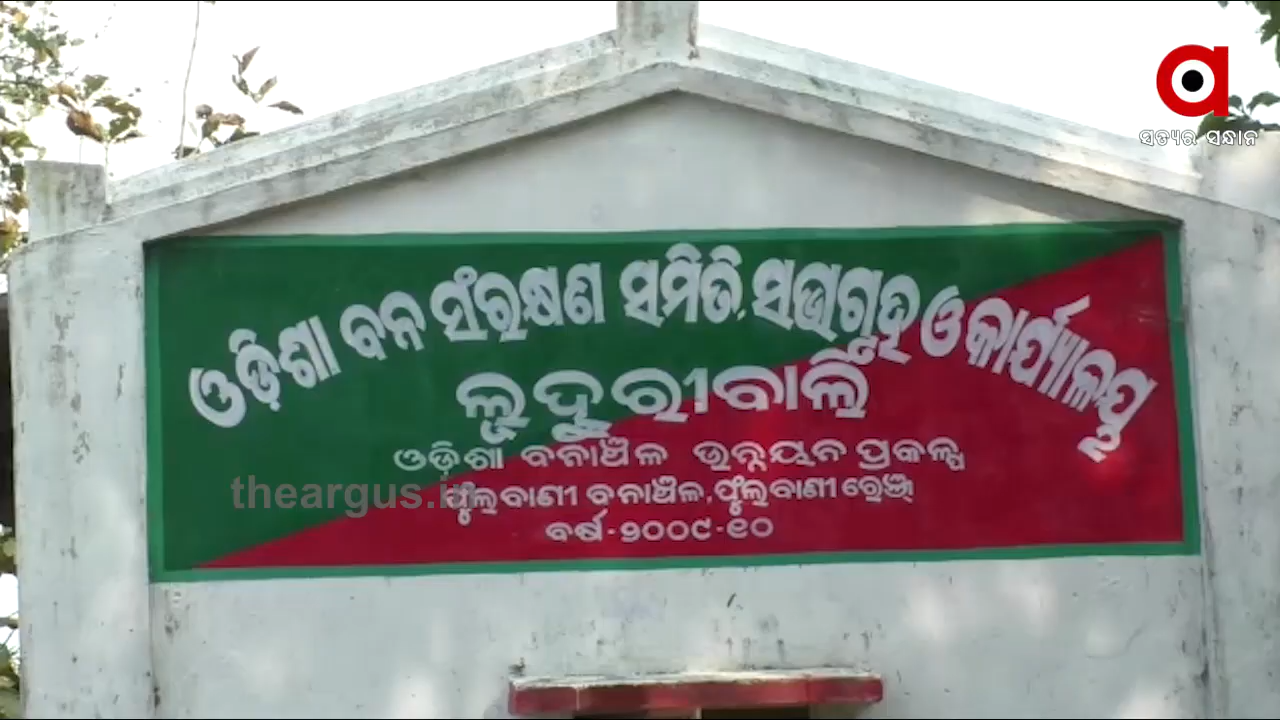 ସତ୍ୟର ସନ୍ଧାନ
ଓଡ଼ିଶା ବନ ସଂରକ୍ଷଣ ସମିତି, ସଭାଗୃହ ଓ କାର୍ଯ୍ୟାଳୟ
ଲୁଦୁରୀବାଲି
ଓଡ଼ିଶା ବନାଞ୍ଚଳ ଉନ୍ନୟନ ପ୍ରକଳ୍ପ
ଫୁଲବାଣୀ ବନାଞ୍ଚଳ,ଫୁଲବାଣୀ ରେଞ୍ଜ
ବର୍ଷ-୨୦୦୯-୧୦
theargus.in